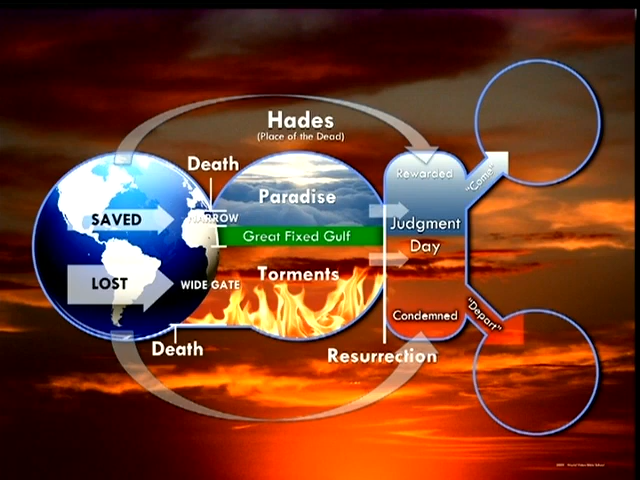 Hades
(Place of the Dead)
Death
Rewarded
"Come"
Paradise
SAVED
NARROW
Judgment
Day
Great Fixed Gulf
Torments
LOST
WIDE GATE
Condemned
"Depart"
Death
Resurrection